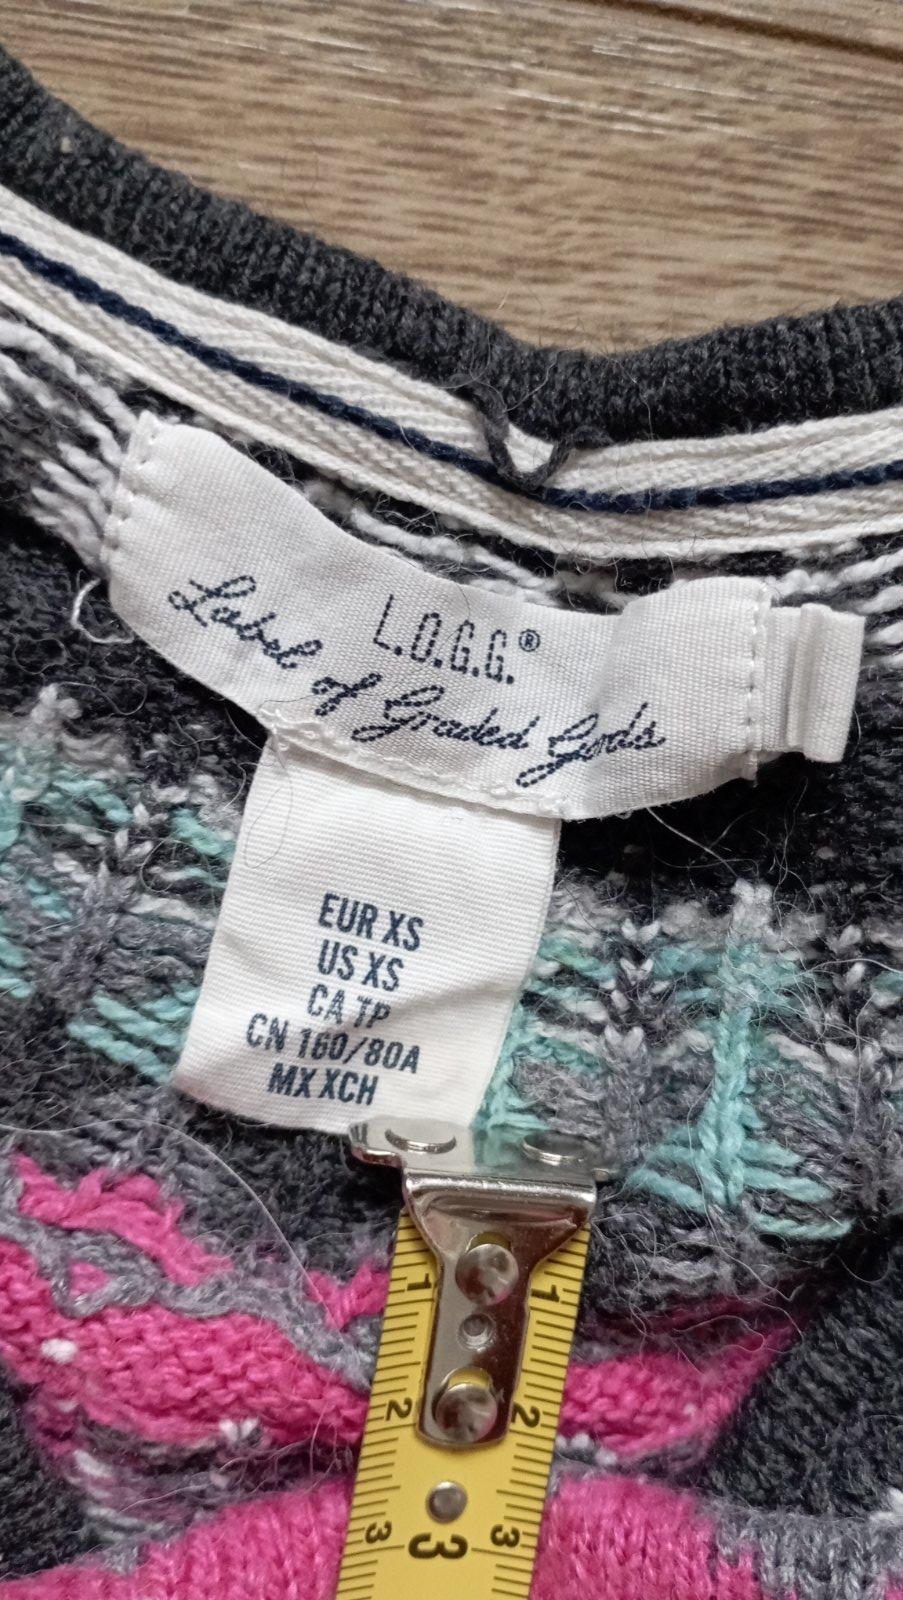 L.O.G.G.®
Label of Graded Goods
EUR XS
US XS
CA TP
CN 160/80A
MX XCH
1 1
2 2
3 3 3